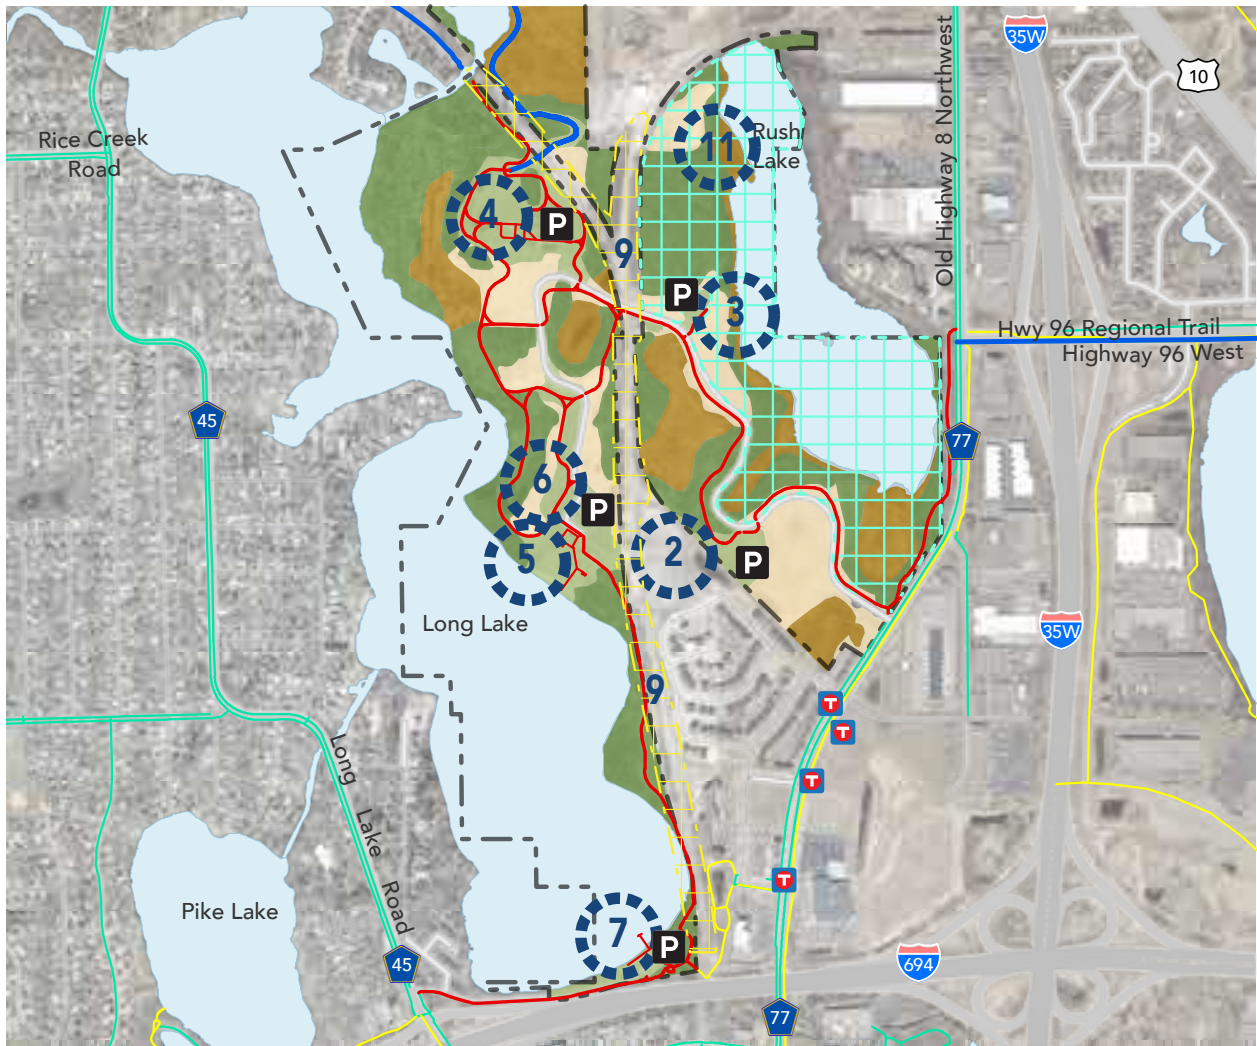 35W
10
Rice Creek
Road
Rush
Lake
11
Old Highway 8 Northwest
4
P
9
P
3
Hwy 96 Regional Trail
Highway 96 West
45
77
6
P
5
2
P
Long Lake
35W
9
T
T
Long Lake Road
T
T
Pike Lake
7
P
45
694
77